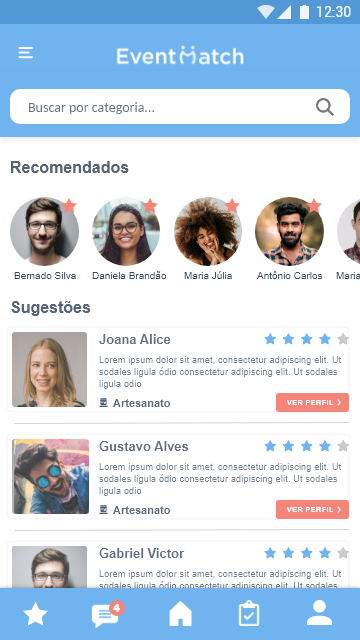 12:30
EventMatch
Buscar por categoria...
Recomendados
Bernado Silva
Daniela Brandão
Maria Júlia
Antônio Carlos
Maria
Sugestões
Joana Alice
Lorem ipsum dolor sit amet, consectetur adipiscing elit. Ut
sodales ligula ódio consectetur adipiscing elit. Ut sodales
ligula odio
Artesanato
VER PERFIL
Gustavo Alves
Lorem ipsum dolor sit amet, consectetur adipiscing elit. Ut
sodales ligula ódio consectetur adipiscing elit. Ut sodales
ligula odio
Artesanato
VER PERFIL
Gabriel Victor
Lorem ipsum dolor sit amet, consectetur adipiscing elit. Ut
sodales ligula ódio consectetur adipiscing elit. Ut sodales
4